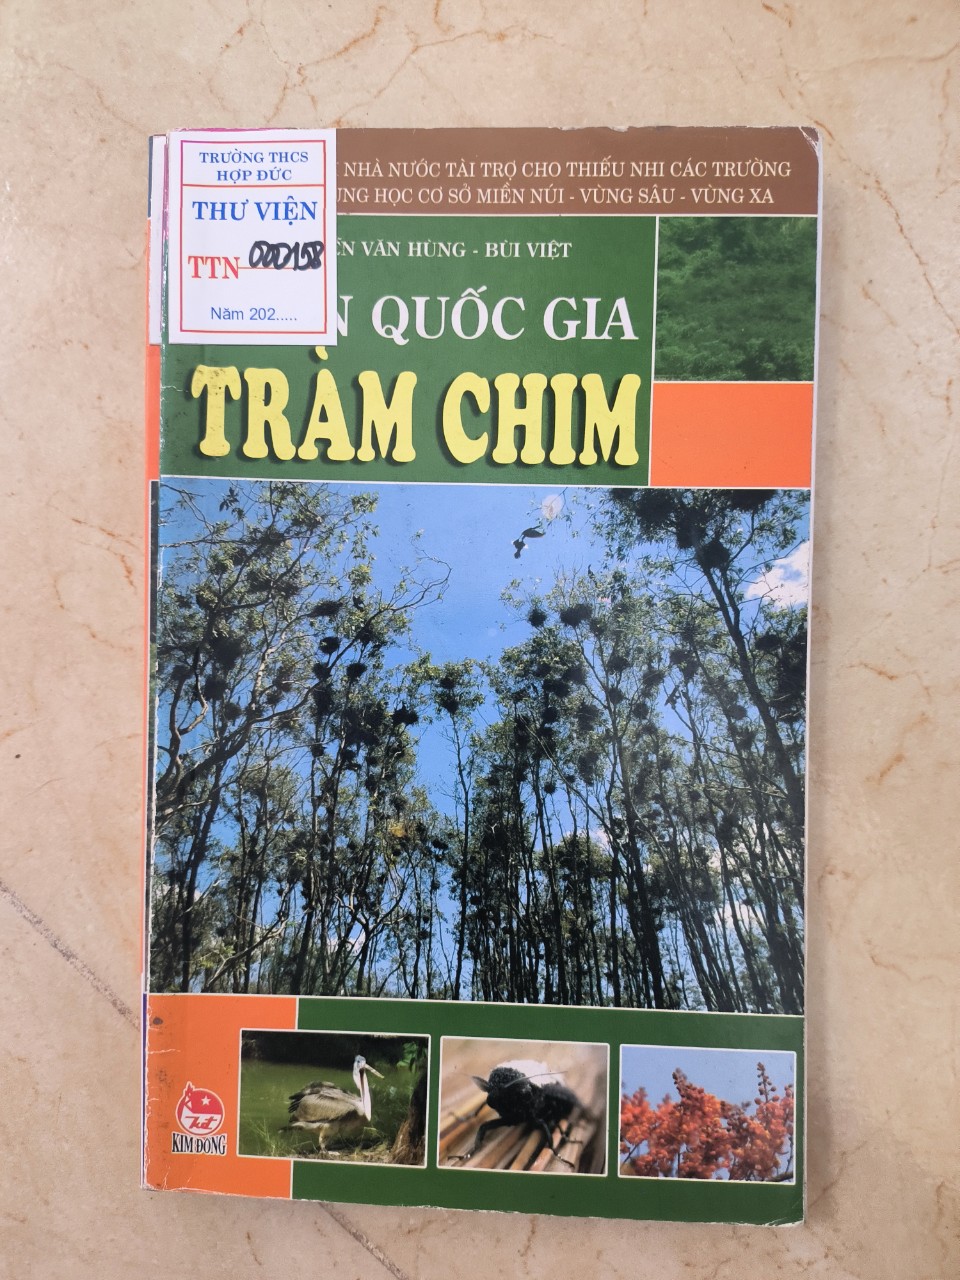 TRƯỜNG THCS
HỢP ĐỨC
THƯ VIỆN
TTN 000158
Năm 202.....
NHÀ NƯỚC TÀI TRỢ CHO THIẾU NHI CÁC TRƯỜNG
UNG HỌC CƠ SỞ MIỀN NÚI - VÙNG SÂU - VÙNG XA
ỄN VĂN HÙNG - BÙI VIỆT
N QUỐC GIA
TRÀM CHIM
KIM ĐỒNG